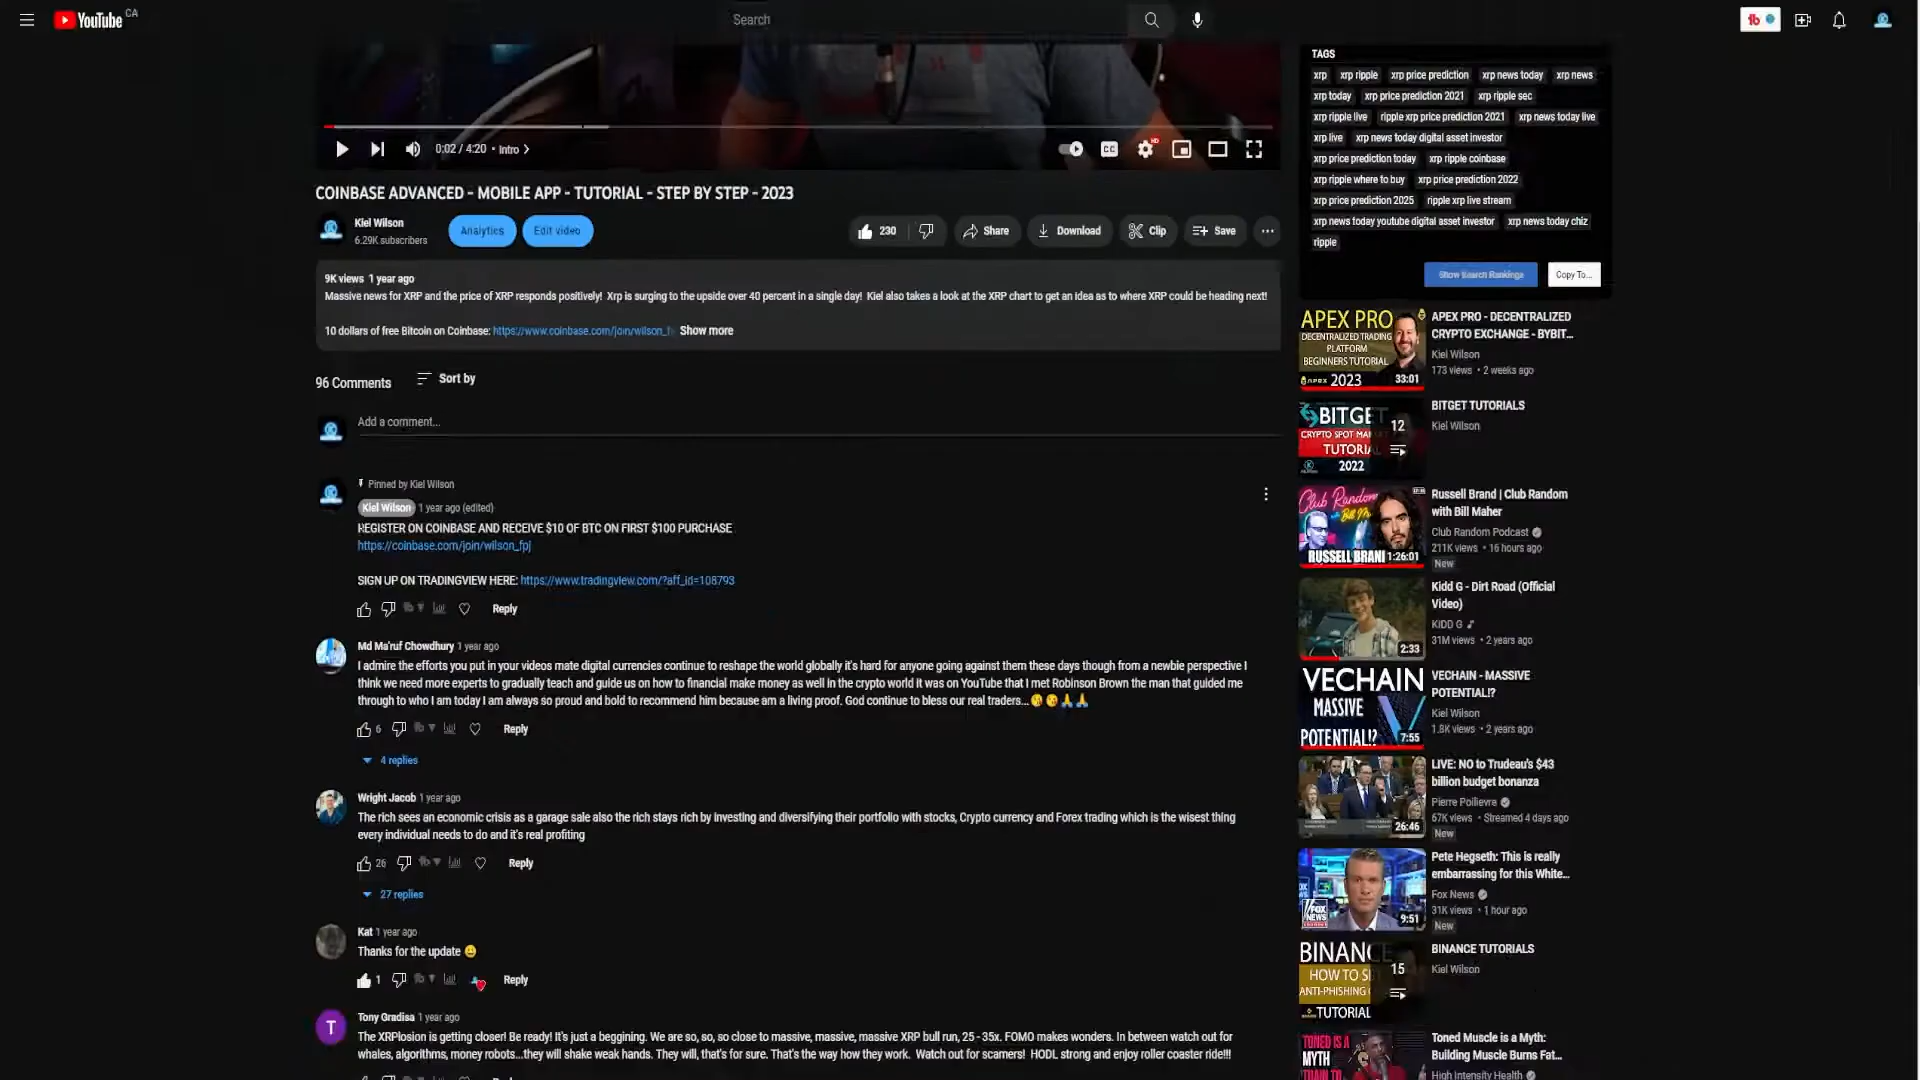 YouTube CA
Search
0:02 / 4:20 • Intro
CC
HD
COINBASE ADVANCED - MOBILE APP - TUTORIAL - STEP BY STEP - 2023
Kiel Wilson
6.29K subscribers
Analytics
Edit video
230
Share
Download
Clip
Save
9K views 1 year ago
Massive news for XRP and the price of XRP responds positively! Xrp is surging to the upside over 40 percent in a single day! Kiel also takes a look at the XRP chart to get an idea as to where XRP could be heading next!
10 dollars of free Bitcoin on Coinbase: https://www.coinbase.com/join/wilson_f Show more
96 Comments
Sort by
Add a comment...
Pinned by Kiel Wilson
Kiel Wilson 1 year ago (edited)
REGISTER ON COINBASE AND RECEIVE $10 OF BTC ON FIRST $100 PURCHASE
https://coinbase.com/join/wilson_fpj
SIGN UP ON TRADINGVIEW HERE: https://www.tradingview.com/?aff_id=108793
Reply
Md Ma'ruf Chowdhury 1 year ago
I admire the efforts you put in your videos mate digital currencies continue to reshape the world globally it's hard for anyone going against them these days though from a newbie perspective I
think we need more experts to gradually teach and guide us on how to financial make money as well in the crypto world it was on YouTube that I met Robinson Brown the man that guided me
through to who I am today I am always so proud and bold to recommend him because am a living proof. God continue to bless our real traders...😘😘🙏🙏
6
Reply
4 replies
Wright Jacob 1 year ago
The rich sees an economic crisis as a garage sale also the rich stays rich by investing and diversifying their portfolio with stocks, Crypto currency and Forex trading which is the wisest thing
every individual needs to do and it's real profiting
26
Reply
27 replies
Kat 1 year ago
Thanks for the update 😀
1
Reply
T
Tony Gradisa 1 year ago
The XRPlosion is getting closer! Be ready! It's just a beggining. We are so, so, so close to massive, massive, massive XRP bull run, 25 - 35x. FOMO makes wonders. In between watch out for
whales, algorithms, money robots...they will shake weak hands. They will, that's for sure. That's the way how they work. Watch out for scamers! HODL strong and enjoy roller coaster ride!!!
TAGS
xrp xrp ripple xrp price prediction xrp news today xrp news
xrp today xrp price prediction 2021 xrp ripple sec
xrp ripple live ripple xrp price prediction 2021 xrp news today live
xrp live xrp news today digital asset investor
xrp price prediction today xrp ripple coinbase
xrp ripple where to buy xrp price prediction 2022
xrp price prediction 2025 ripple xrp live stream
xrp news today youtube digital asset investor xrp news today chiz
ripple
Show Search Rankings
Copy To...
APEX PRO
DECENTRALIZED TRADING
PLATFORM
BEGINNERS TUTORIAL
APEX 2023
33:01
APEX PRO - DECENTRALIZED
CRYPTO EXCHANGE - BYBIT...
Kiel Wilson
173 views • 2 weeks ago
BITGET
CRYPTO SPOT MA
TUTORIA
2022
12
BITGET TUTORIALS
Kiel Wilson
Club Random
RUSSELL BRAN
1:26:01
Russell Brand | Club Random
with Bill Maher
Club Random Podcast
211K views • 16 hours ago
New
2:33
Kidd G - Dirt Road (Official
Video)
KIDD G
31M views • 2 years ago
VECHAIN
MASSIVE
POTENTIAL!?
7:55
VECHAIN - MASSIVE
POTENTIAL!?
Kiel Wilson
1.8K views • 2 years ago
26:46
LIVE: NO to Trudeau's $43
billion budget bonanza
Pierre Poilievre
67K views • Streamed 4 days ago
New
FOX
NEWS
9:51
Pete Hegseth: This is really
embarrassing for this White...
Fox News
31K views • 1 hour ago
New
BINANC
HOW TO S
ANTI-PHISHING
TUTORIAL
15
BINANCE TUTORIALS
Kiel Wilson
TONED IS A
MYTH
TRAIN TO
Toned Muscle is a Myth:
Building Muscle Burns Fat...
High Intensity Health